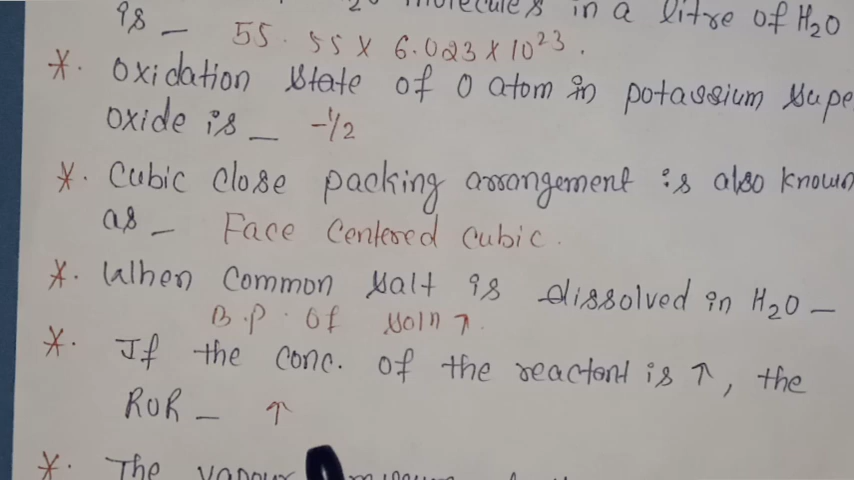 molecules in a litre of H2O
is _ 55.55 X 6.023 X 10^23.
*. Oxidation state of O atom in potassium supe
oxide is _ -1/2
*. Cubic close packing arrangement is also known
as _ Face Centered cubic.
*. When common salt is dissolved in H2O _
B.P. of soln ↑.
*. If the conc. of the reactant is ↑, the
ROR _ ↑
*. The vapour